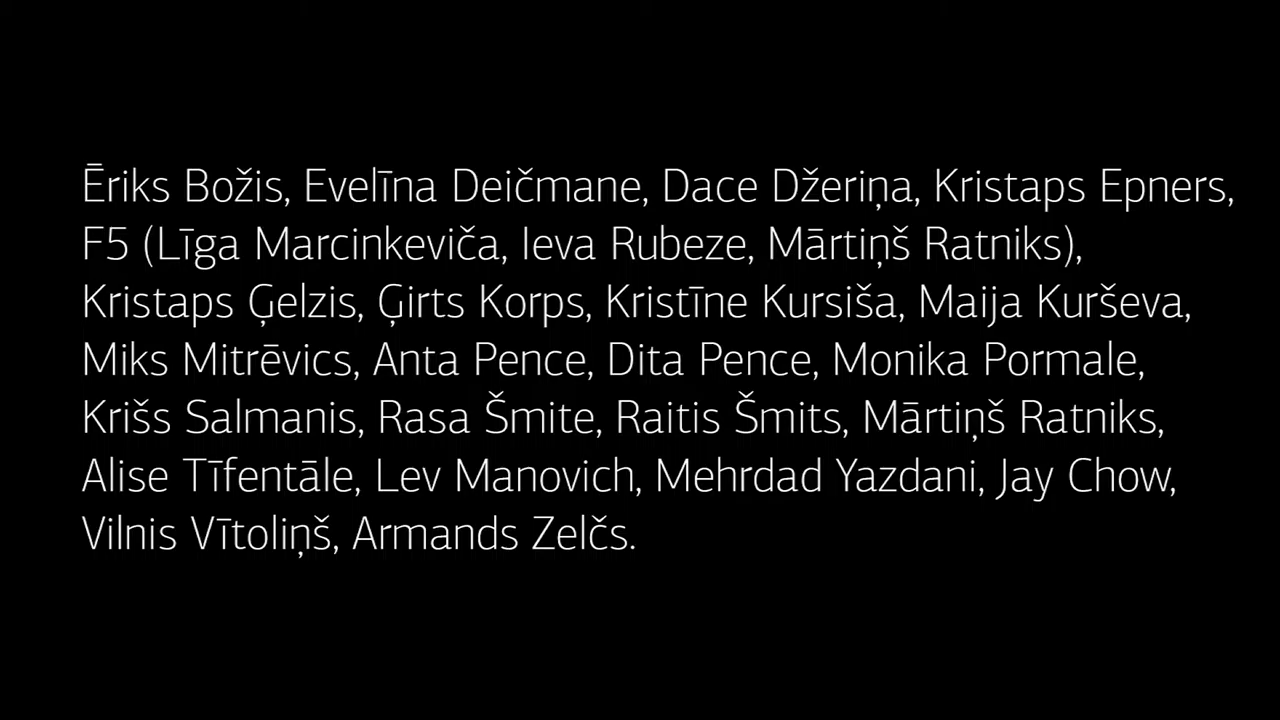 Ēriks Božis, Evelīna Deičmane, Dace Džeriņa, Kristaps Epners,
F5 (Līga Marcinkeviča, Ieva Rubeze, Mārtiņš Ratniks),
Kristaps Ģelzis, Ģirts Korps, Kristīne Kursiša, Maija Kurševa,
Miks Mitrēvics, Anta Pence, Dita Pence, Monika Pormale,
Krišs Salmanis, Rasa Šmite, Raitis Šmits, Mārtiņš Ratniks,
Alise Tīfentāle, Lev Manovich, Mehrdad Yazdani, Jay Chow,
Vilnis Vītoliņš, Armands Zelčs.